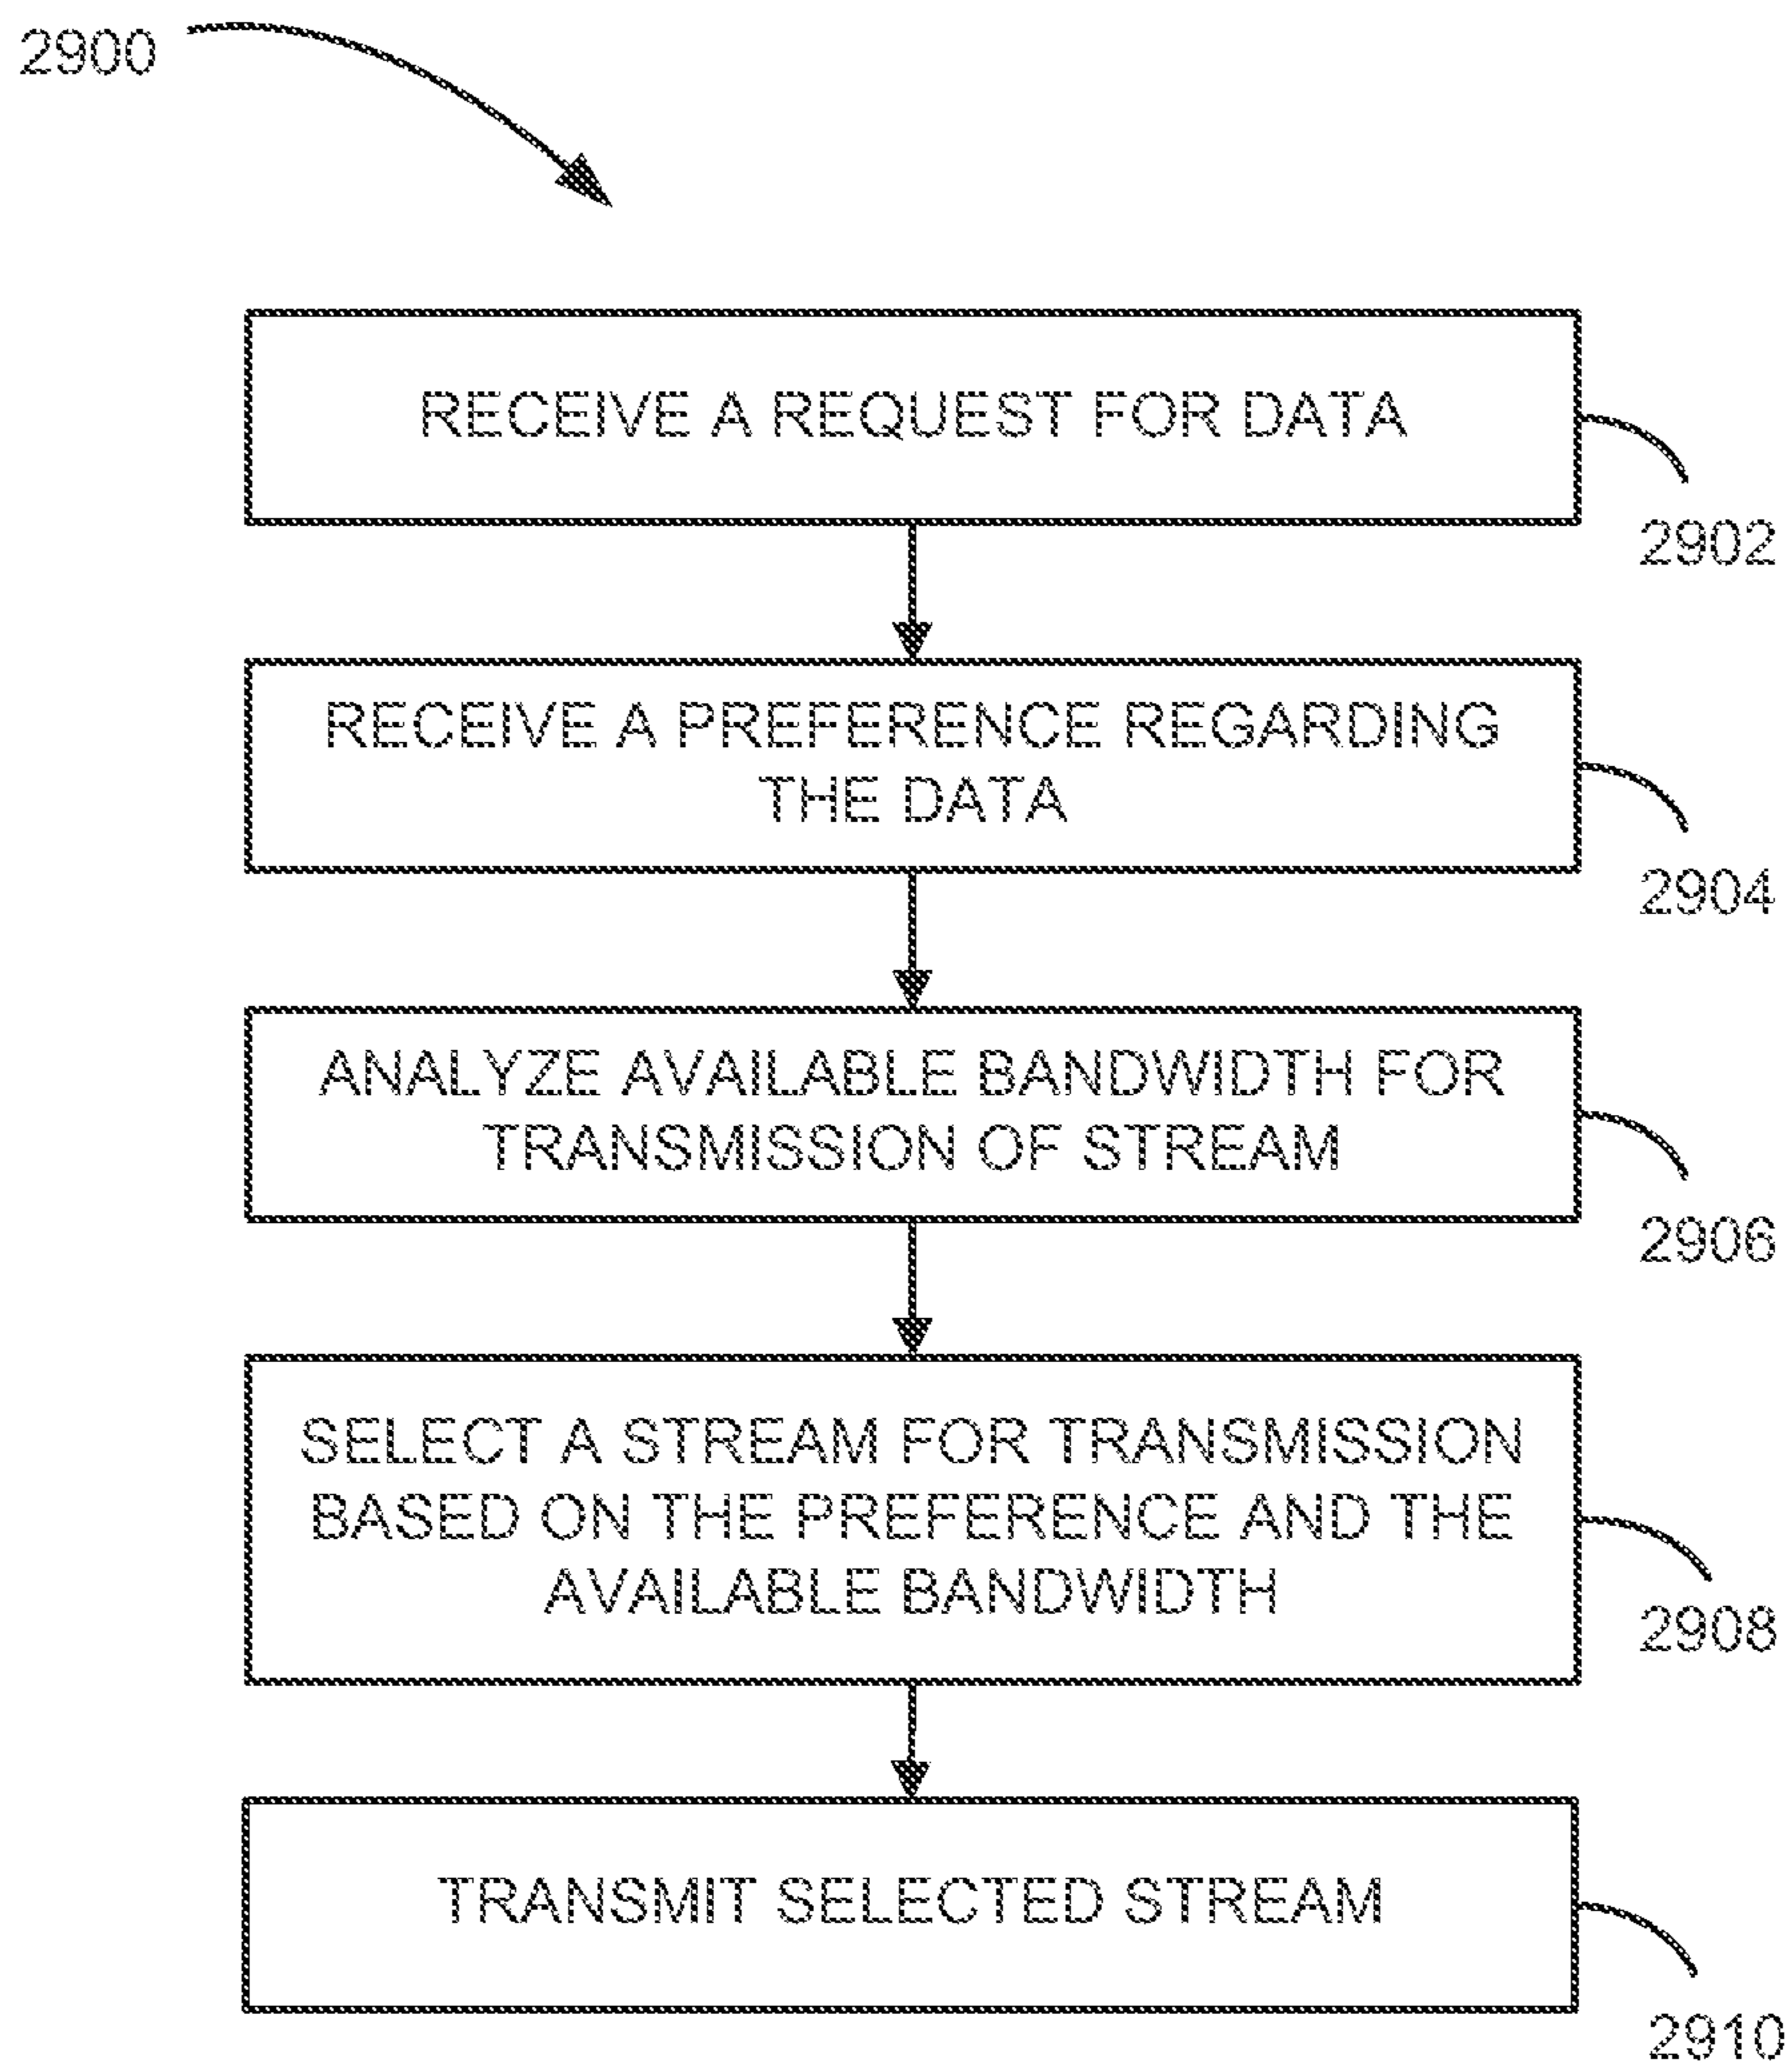 2900
RECEIVE A REQUEST FOR DATA
2902
RECEIVE A PREFERENCE REGARDING
THE DATA
2904
ANALYZE AVAILABLE BANDWIDTH FOR
TRANSMISSION OF STREAM
2906
SELECT A STREAM FOR TRANSMISSION
BASED ON THE PREFERENCE AND THE
AVAILABLE BANDWIDTH
2908
TRANSMIT SELECTED STREAM
2910